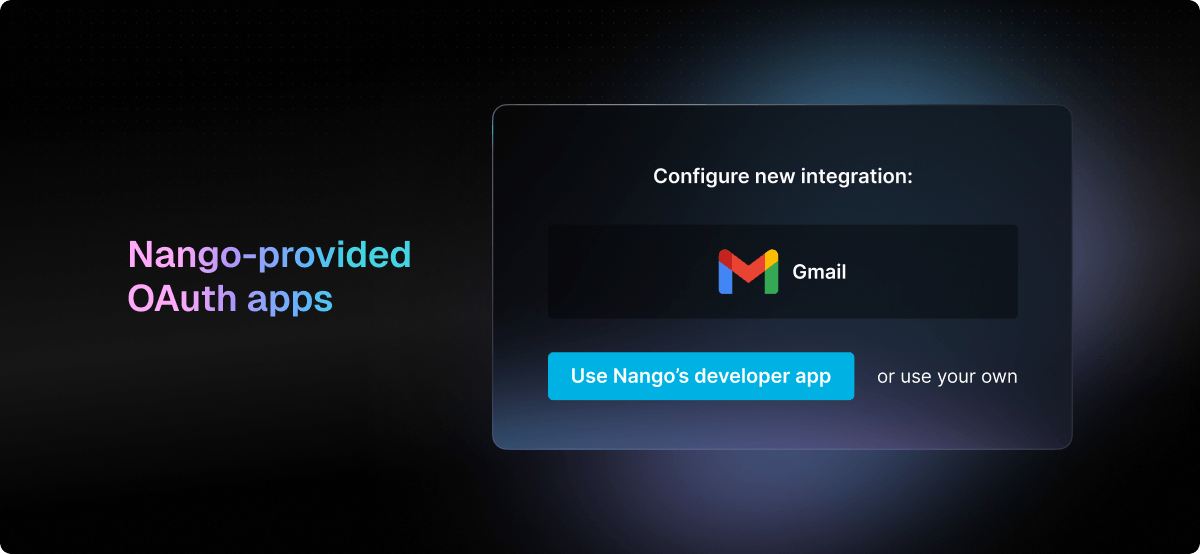 Nango-provided
OAuth apps
Configure new integration:
Gmail
Use Nango’s developer app
or use your own